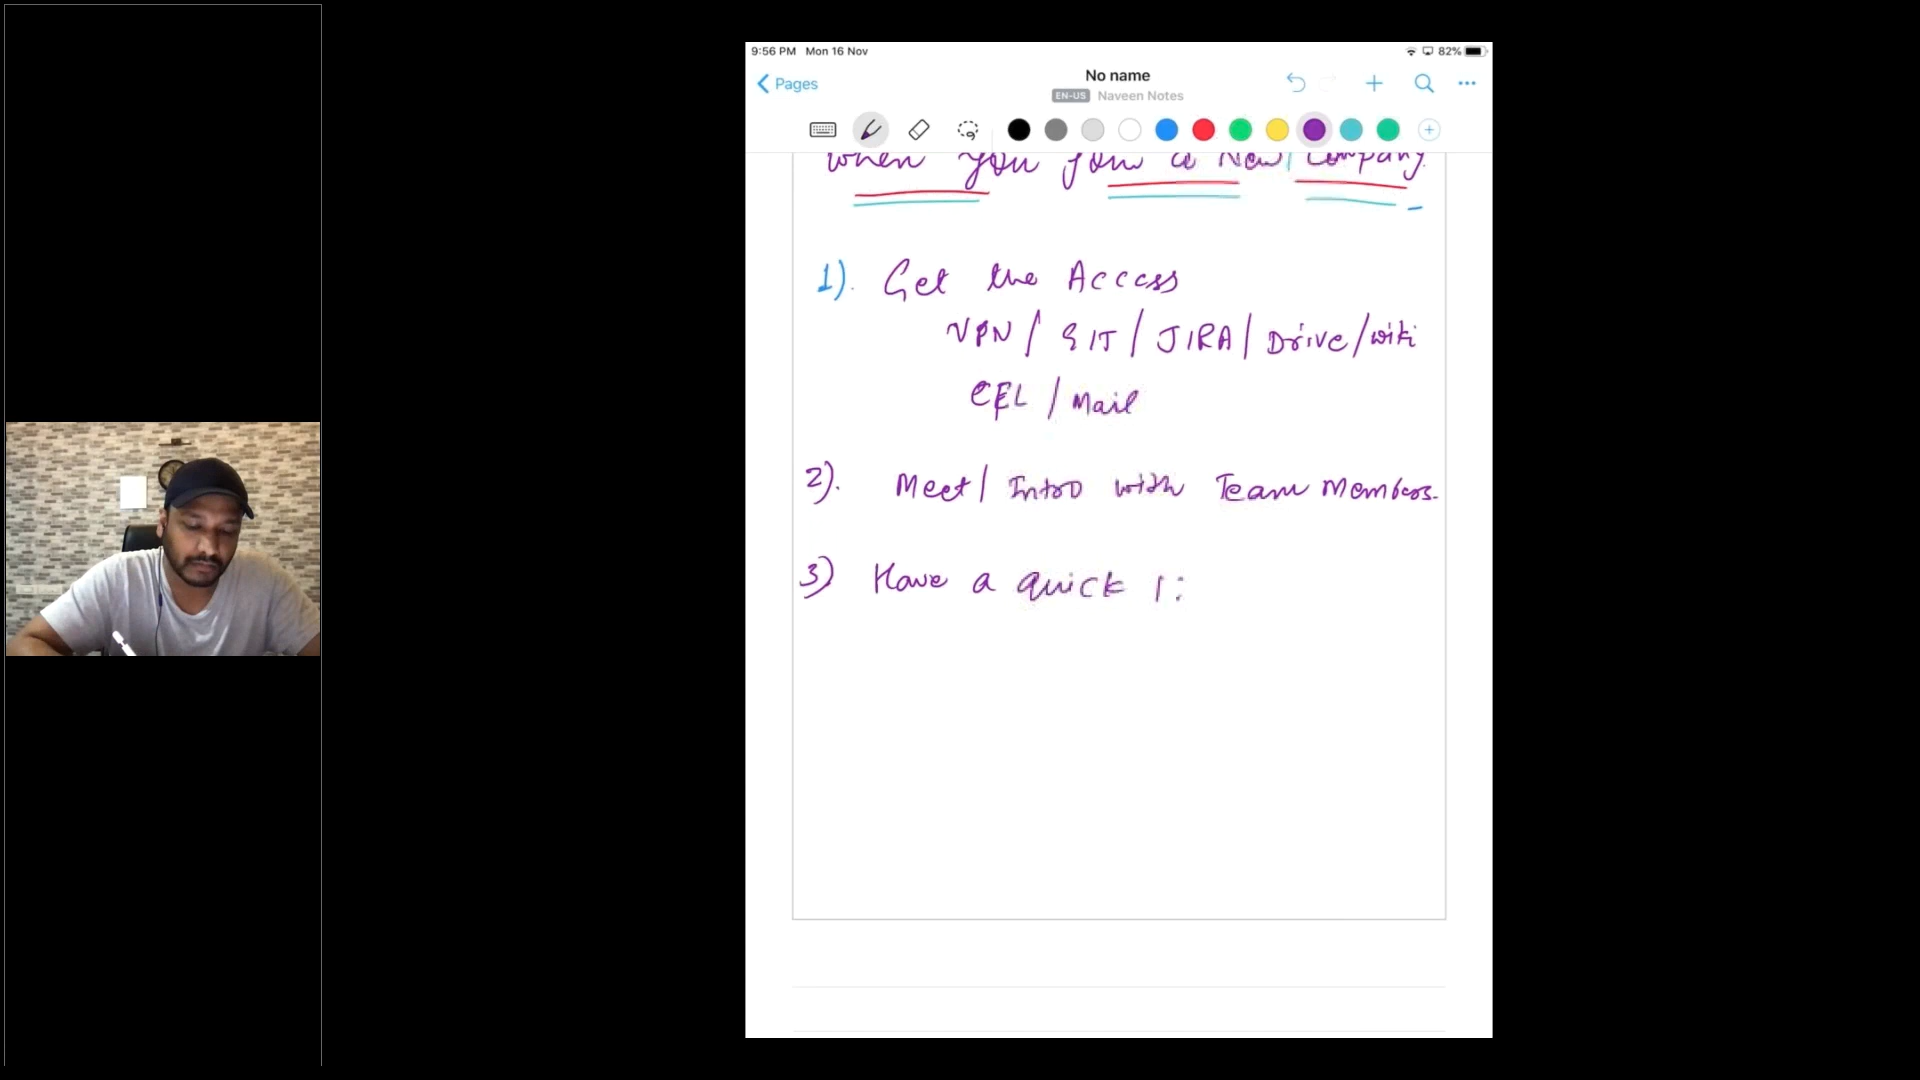 9:56 PM Mon 16 Nov
82%
Pages
No name
EN-US Naveen Notes
When you join a New Company
1). Get the Access
VPN / GIT / JIRA / Drive / wiki
/ Mail
2). Meet / Intro with Team Members.
3) Have a quick 1: